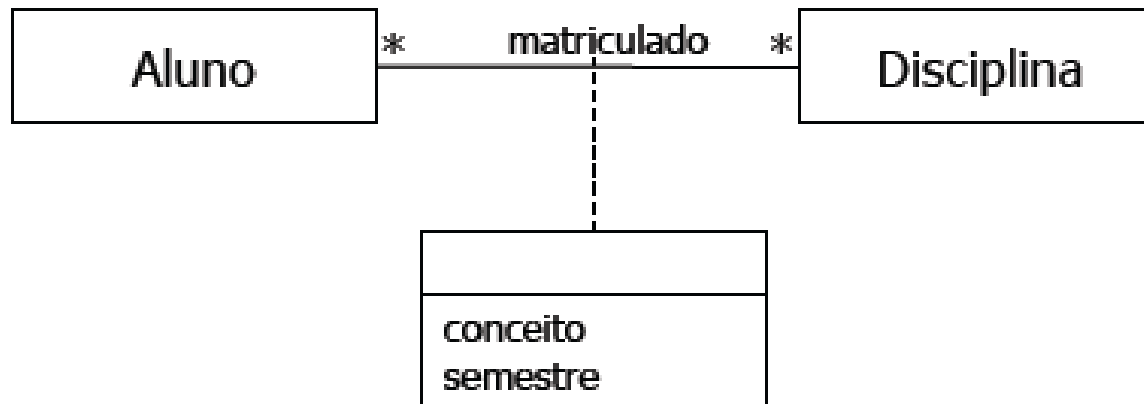 * matriculado *
Aluno
Disciplina
conceito
semestre